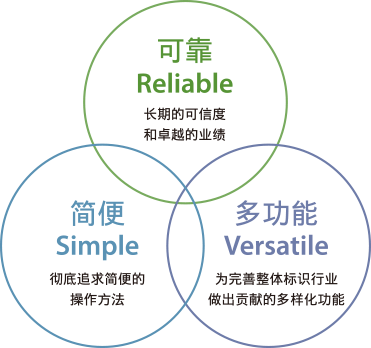 可靠
Reliable
长期的可信度
和卓越的业绩
简便
Simple
彻底追求简便的
操作方法
多功能
Versatile
为完善整体标识行业
做出贡献的多样化功能